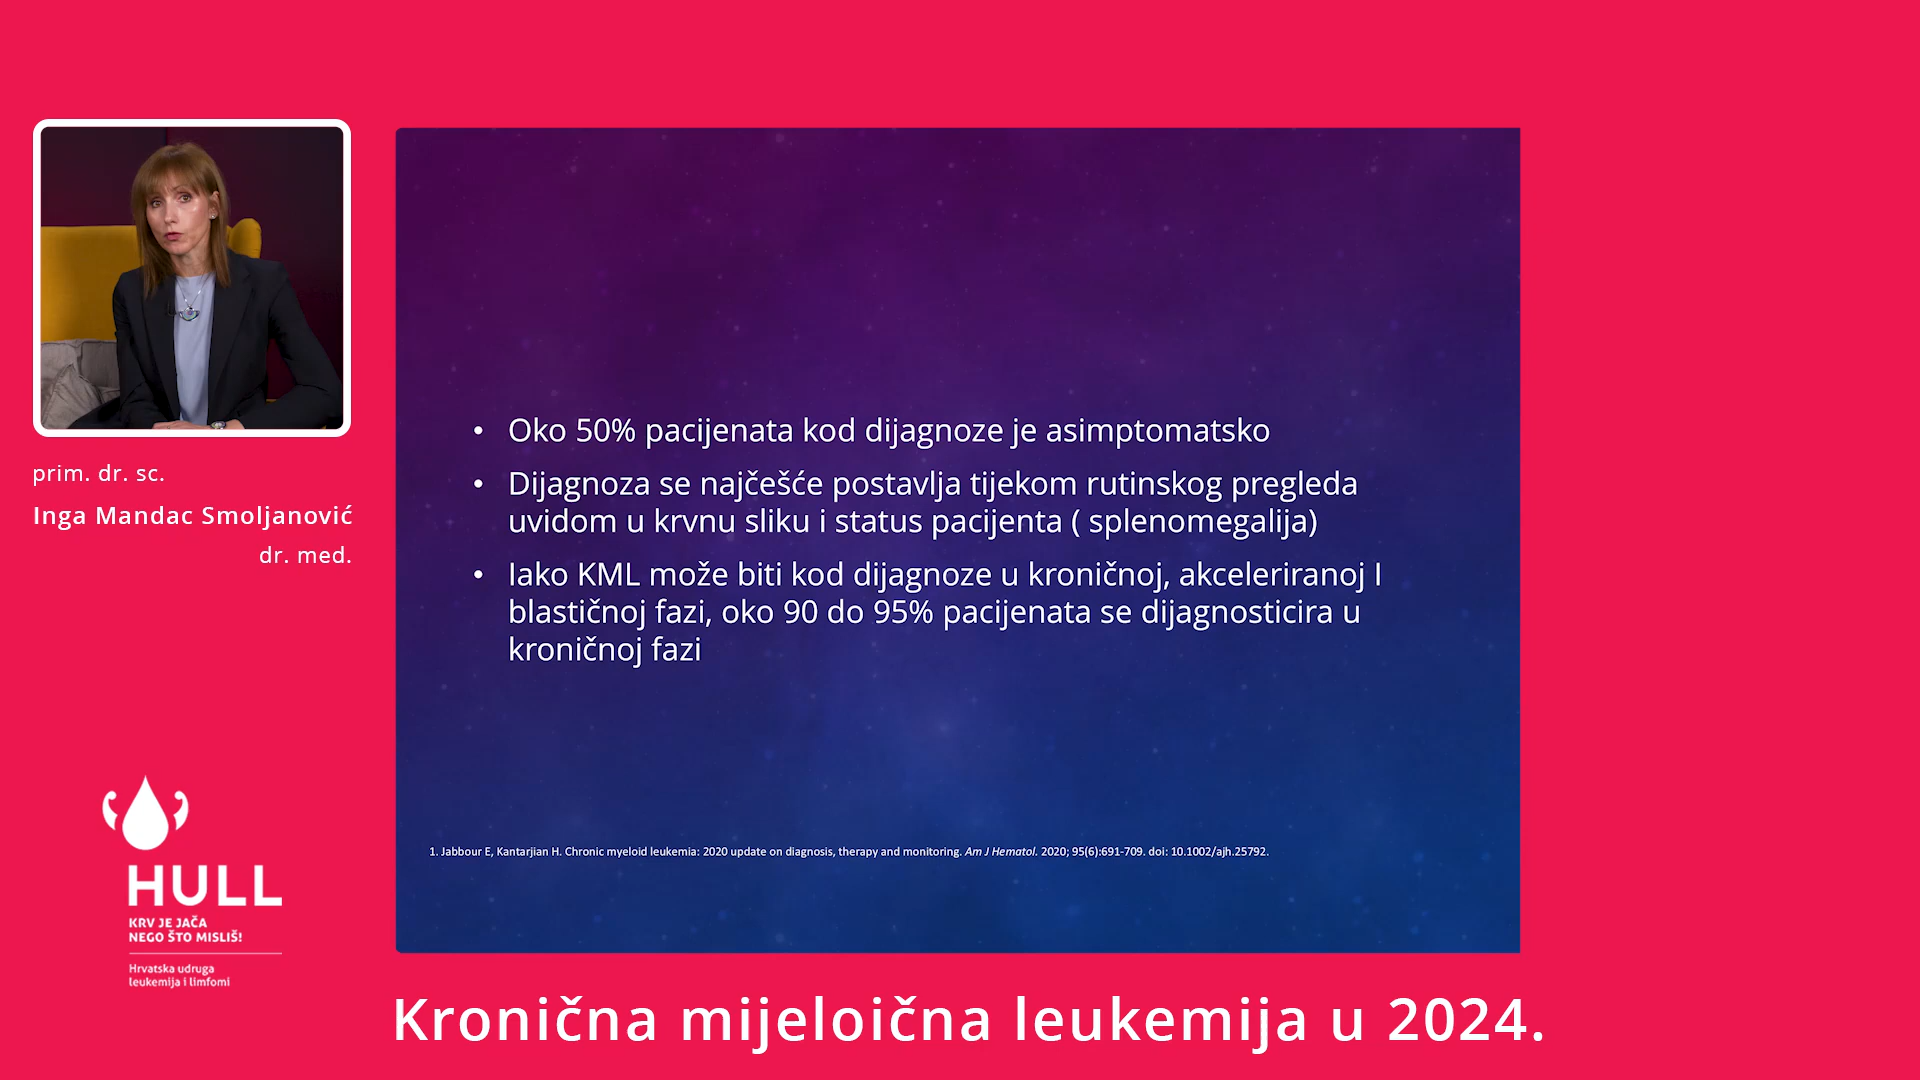 prim. dr. sc.
Inga Mandac Smoljanović
dr. med.
• Oko 50% pacijenata kod dijagnoze je asimptomatsko
• Dijagnoza se najčešće postavlja tijekom rutinskog pregleda
uvidom u krvnu sliku i status pacijenta ( splenomegalija)
• Iako KML može biti kod dijagnoze u kroničnoj, akceleriranoj I
blastičnoj fazi, oko 90 do 95% pacijenata se dijagnosticira u
kroničnoj fazi
1. Jabbour E, Kantarjian H. Chronic myeloid leukemia: 2020 update on diagnosis, therapy and monitoring. Am J Hematol. 2020; 95(6):691-709. doi: 10.1002/ajh.25792.
HULL
KRV JE JAČA
NEGO ŠTO MISLIŠ!
Hrvatska udruga
leukemija i limfomi
Kronična mijeloična leukemija u 2024.